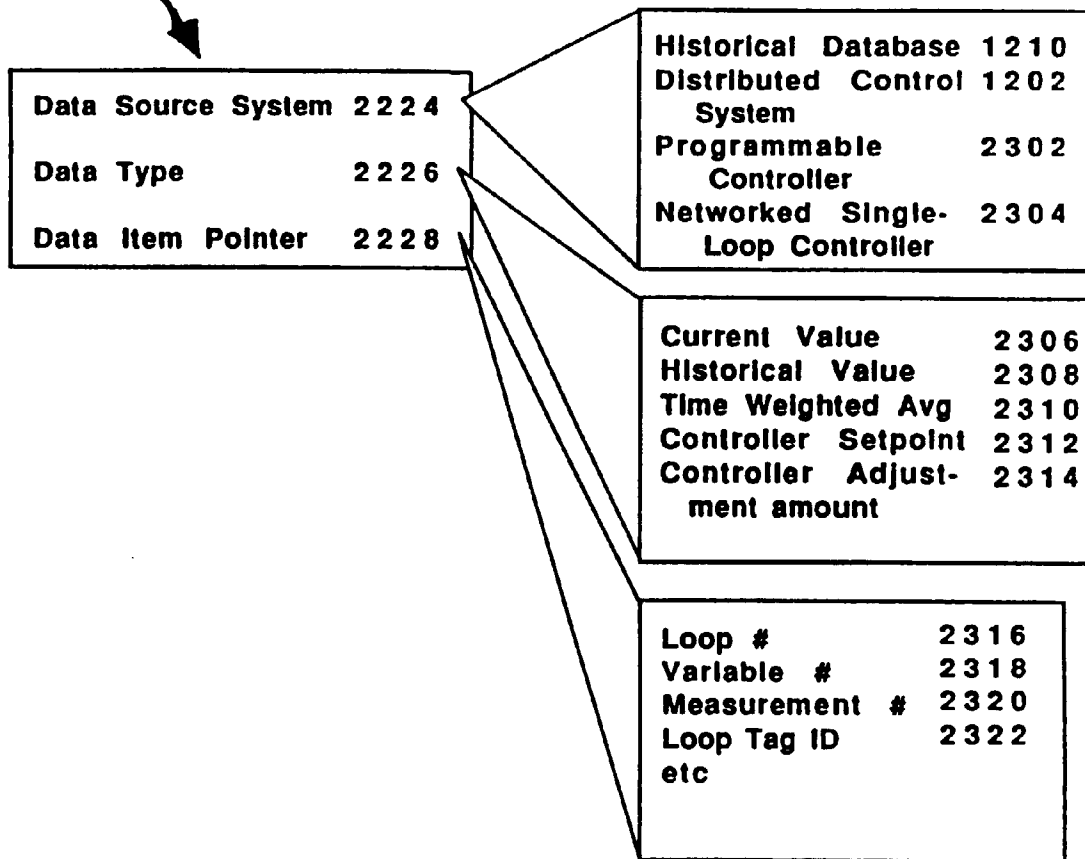 Data Source System 2224
Data Type 2226
Data Item Pointer 2228
Historical Database 1210
Distributed Control 1202
System
Programmable 2302
Controller
Networked Single- 2304
Loop Controller
Current Value 2306
Historical Value 2308
Time Weighted Avg 2310
Controller Setpoint 2312
Controller Adjust- 2314
ment amount
Loop # 2316
Variable # 2318
Measurement # 2320
Loop Tag ID 2322
etc